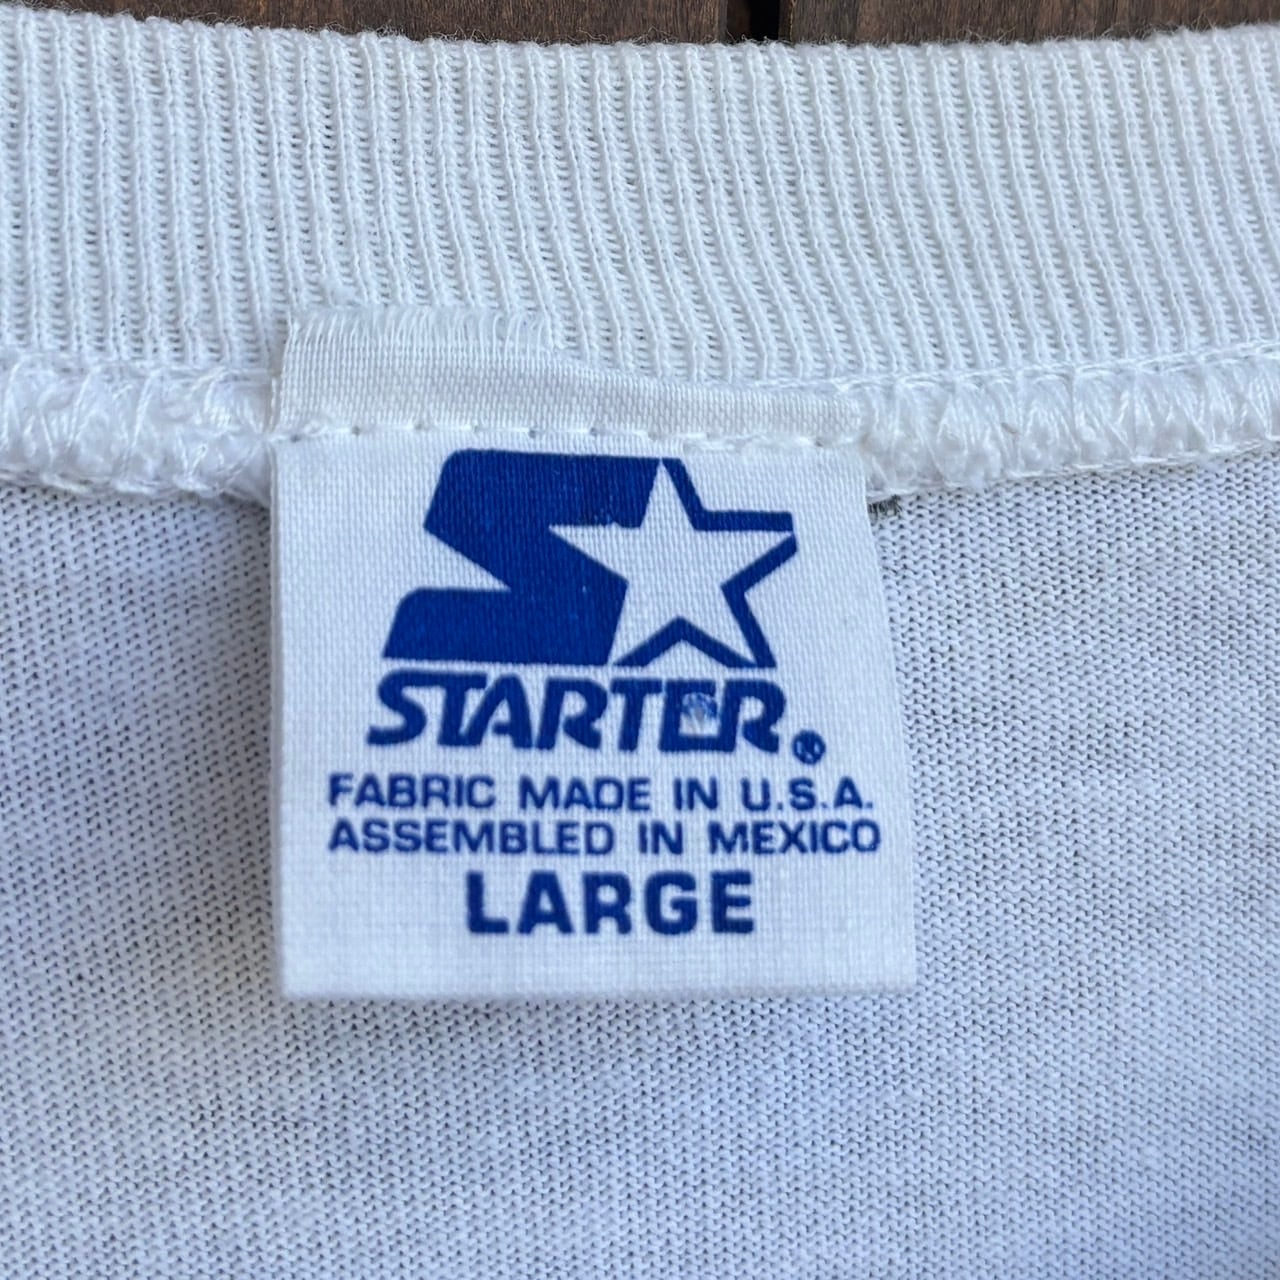 STARTER®
FABRIC MADE IN U.S.A.
ASSEMBLED IN MEXICO
LARGE